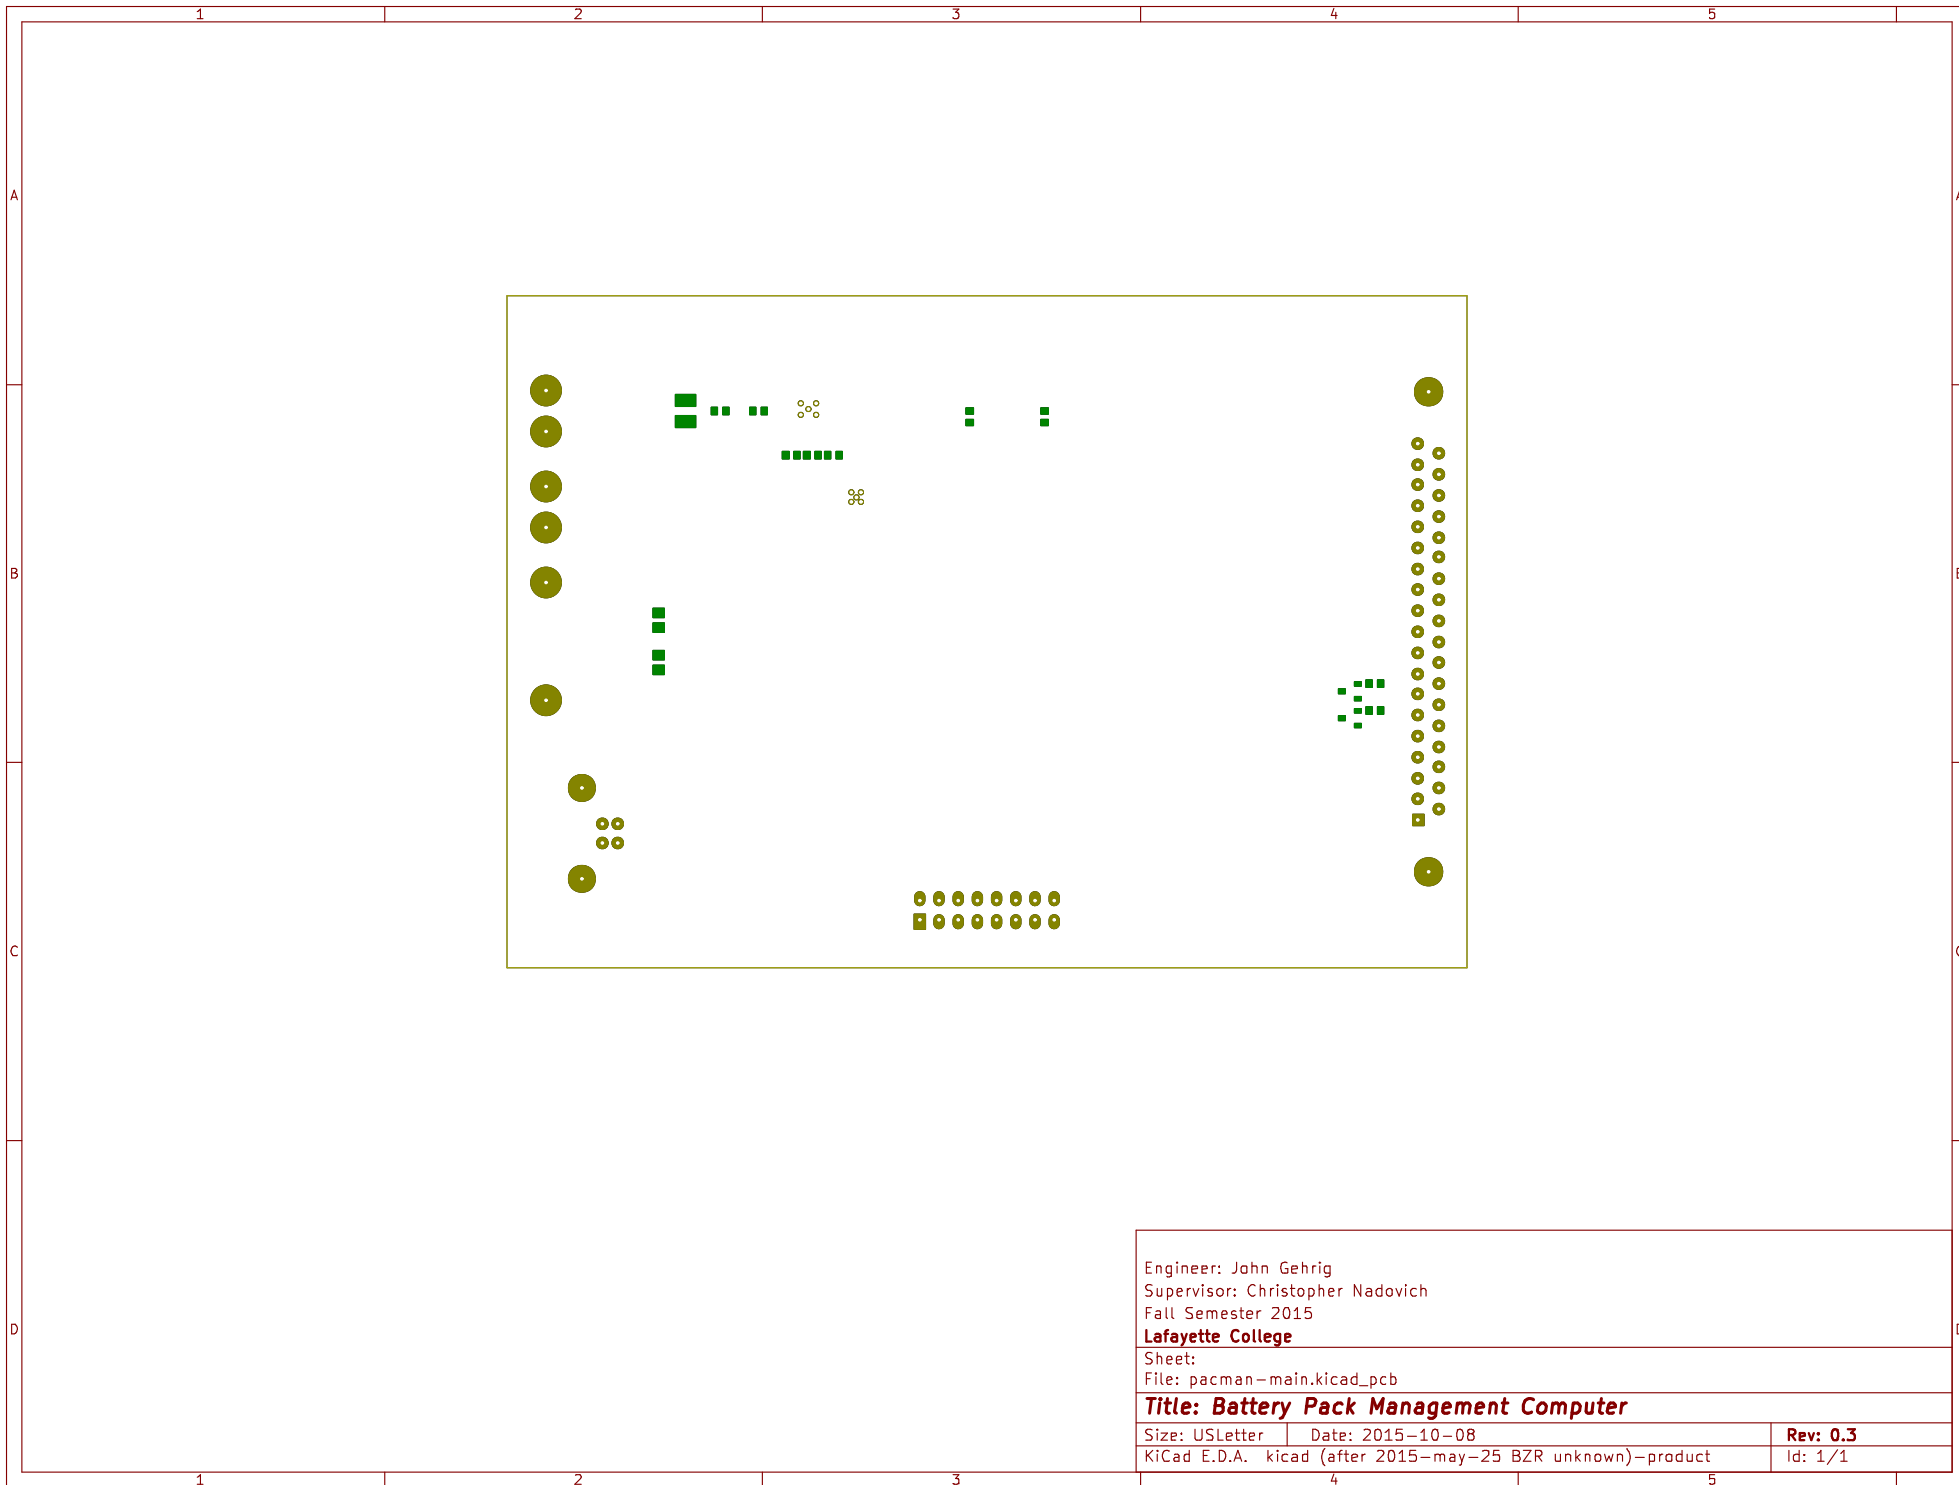 1 2 3 4 5
A A
B B
C C
D D
Engineer: John Gehrig
Supervisor: Christopher Nadovich
Fall Semester 2015
Lafayette College
Sheet:
File: pacman-main.kicad_pcb
Title: Battery Pack Management Computer
Size: USLetter Date: 2015-10-08 Rev: 0.3
KiCad E.D.A. kicad (after 2015-may-25 BZR unknown)-product Id: 1/1
1 2 3 4 5